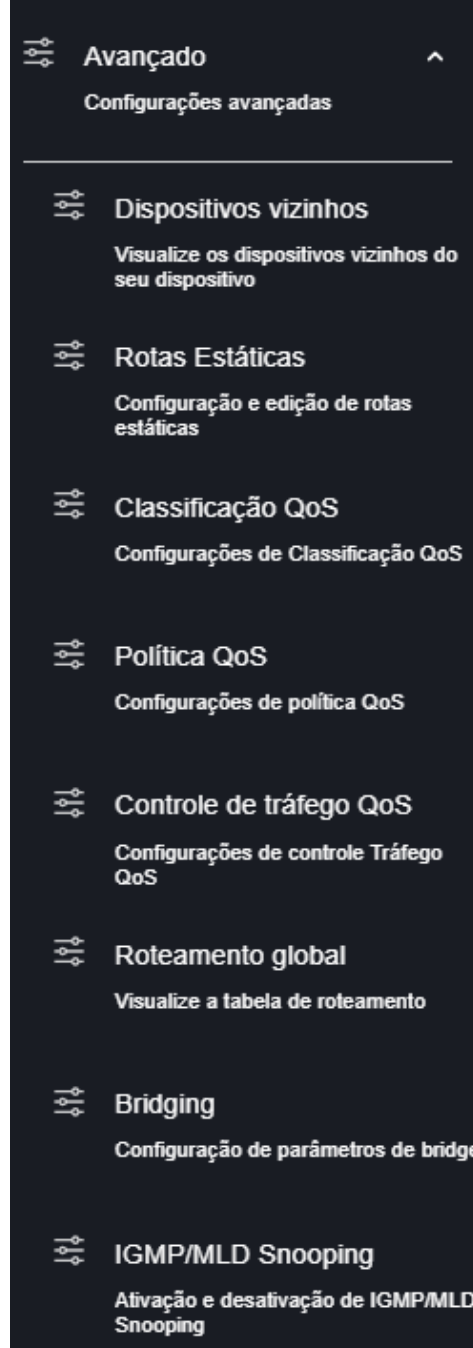 Avançado
Configurações avançadas
Dispositivos vizinhos
Visualize os dispositivos vizinhos do
seu dispositivo
Rotas Estáticas
Configuração e edição de rotas
estáticas
Classificação QoS
Configurações de Classificação QoS
Política QoS
Configurações de política QoS
Controle de tráfego QoS
Configurações de controle Tráfego
QoS
Roteamento global
Visualize a tabela de roteamento
Bridging
Configuração de parâmetros de bridge
IGMP/MLD Snooping
Ativação e desativação de IGMP/MLD
Snooping